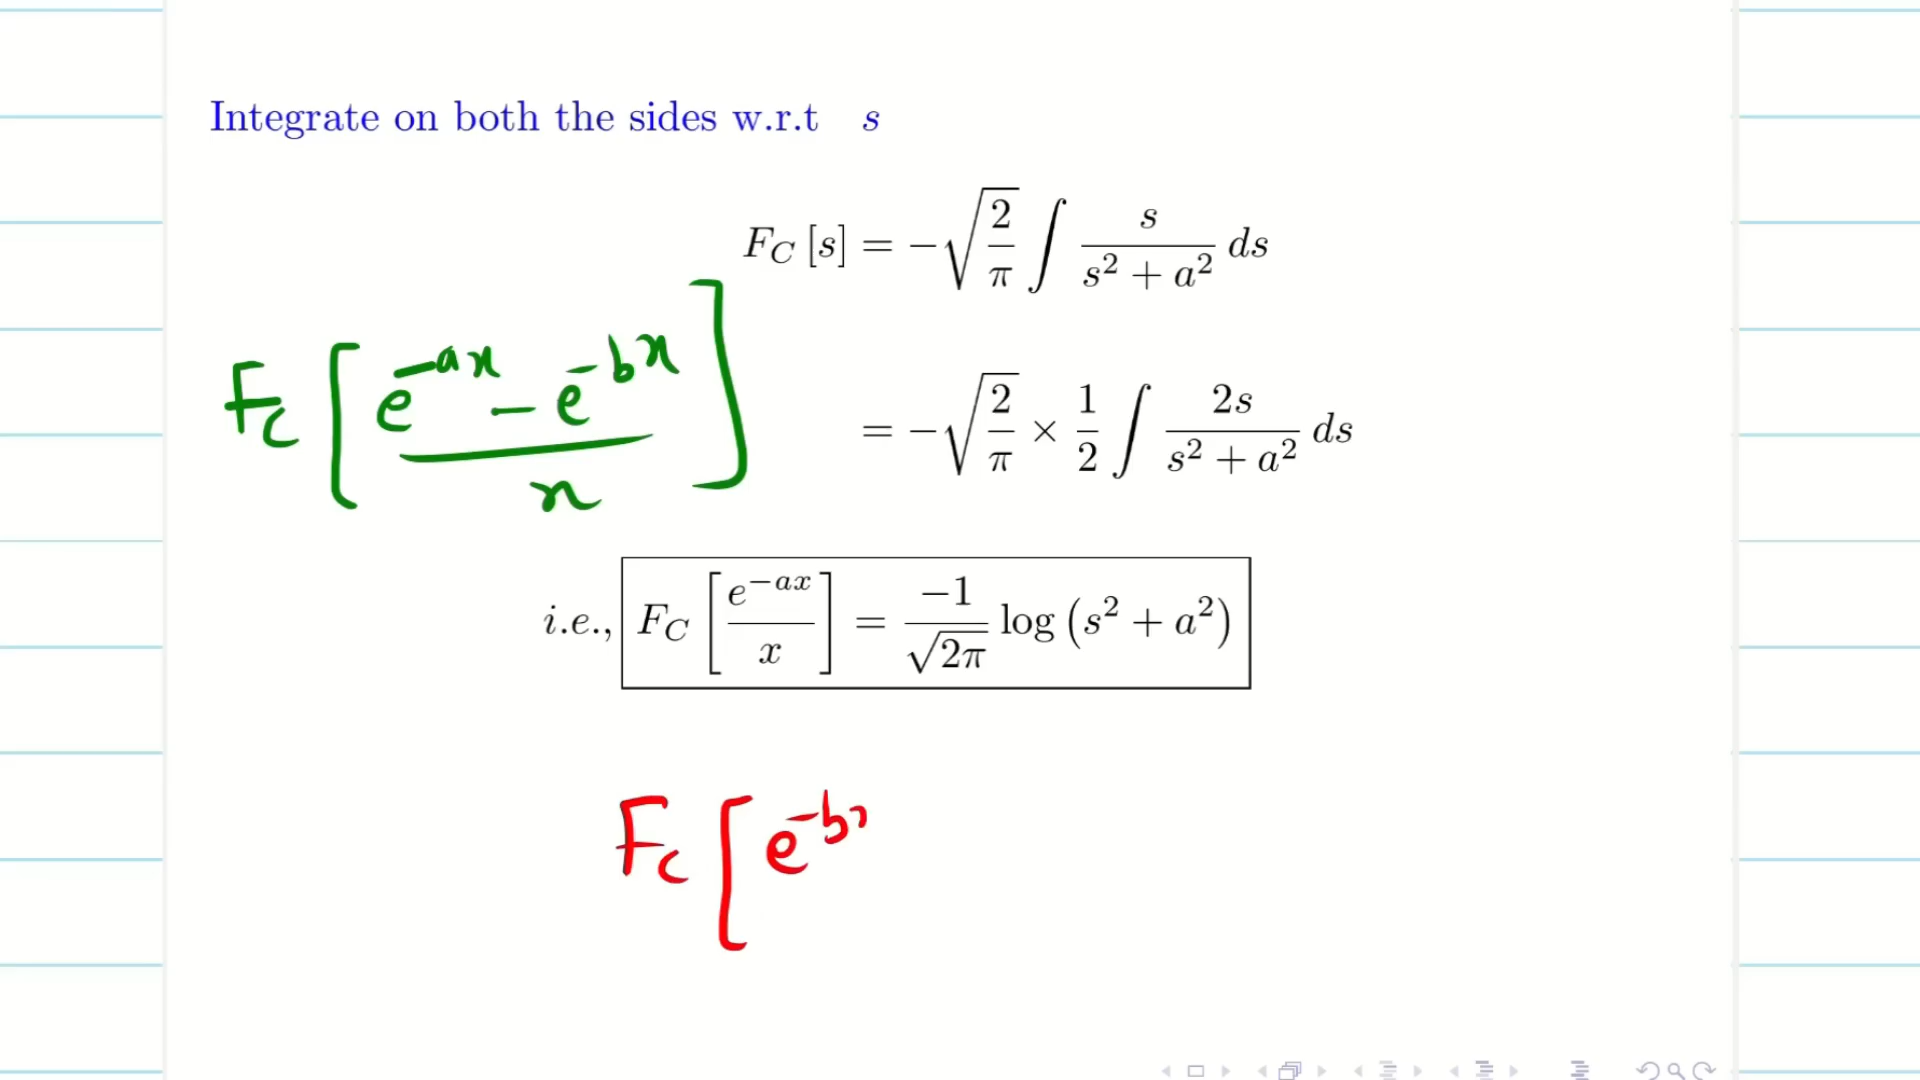 Integrate on both the sides w.r.t s
F_C [s] = −√(2/π) ∫ s/(s² + a²) ds
F_C [(e^{-ax} − e^{-bx})/x]
= −√(2/π) × 1/2 ∫ 2s/(s² + a²) ds
i.e., F_C [e^{−ax}/x] = −1/√(2π) log (s² + a²)
F_C [e^{-b